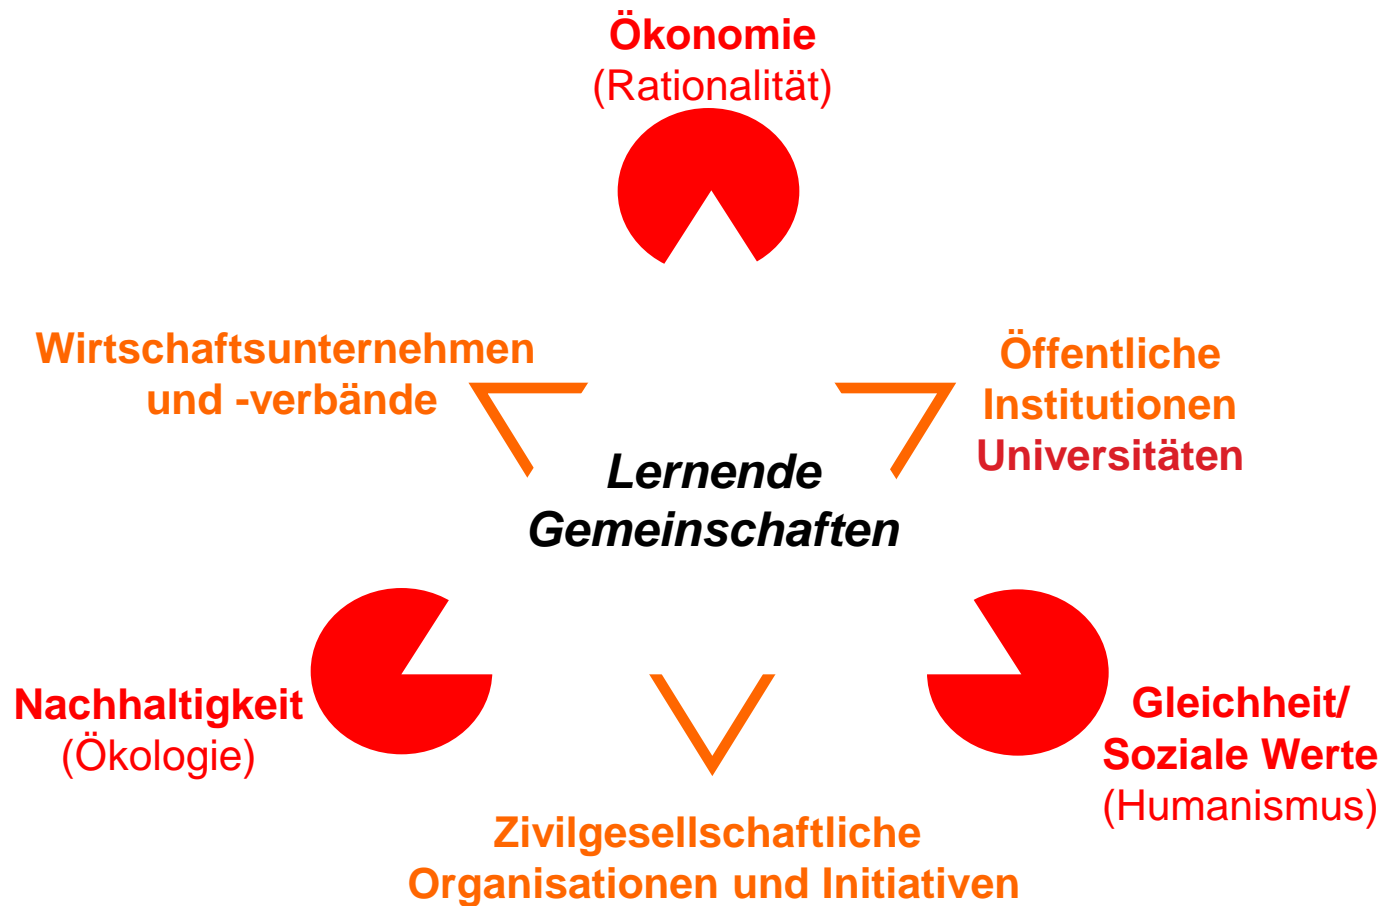 Ökonomie
(Rationalität)
Wirtschaftsunternehmen
und -verbände
Öffentliche
Institutionen
Universitäten
Lernende
Gemeinschaften
Nachhaltigkeit
(Ökologie)
Gleichheit/
Soziale Werte
(Humanismus)
Zivilgesellschaftliche
Organisationen und Initiativen